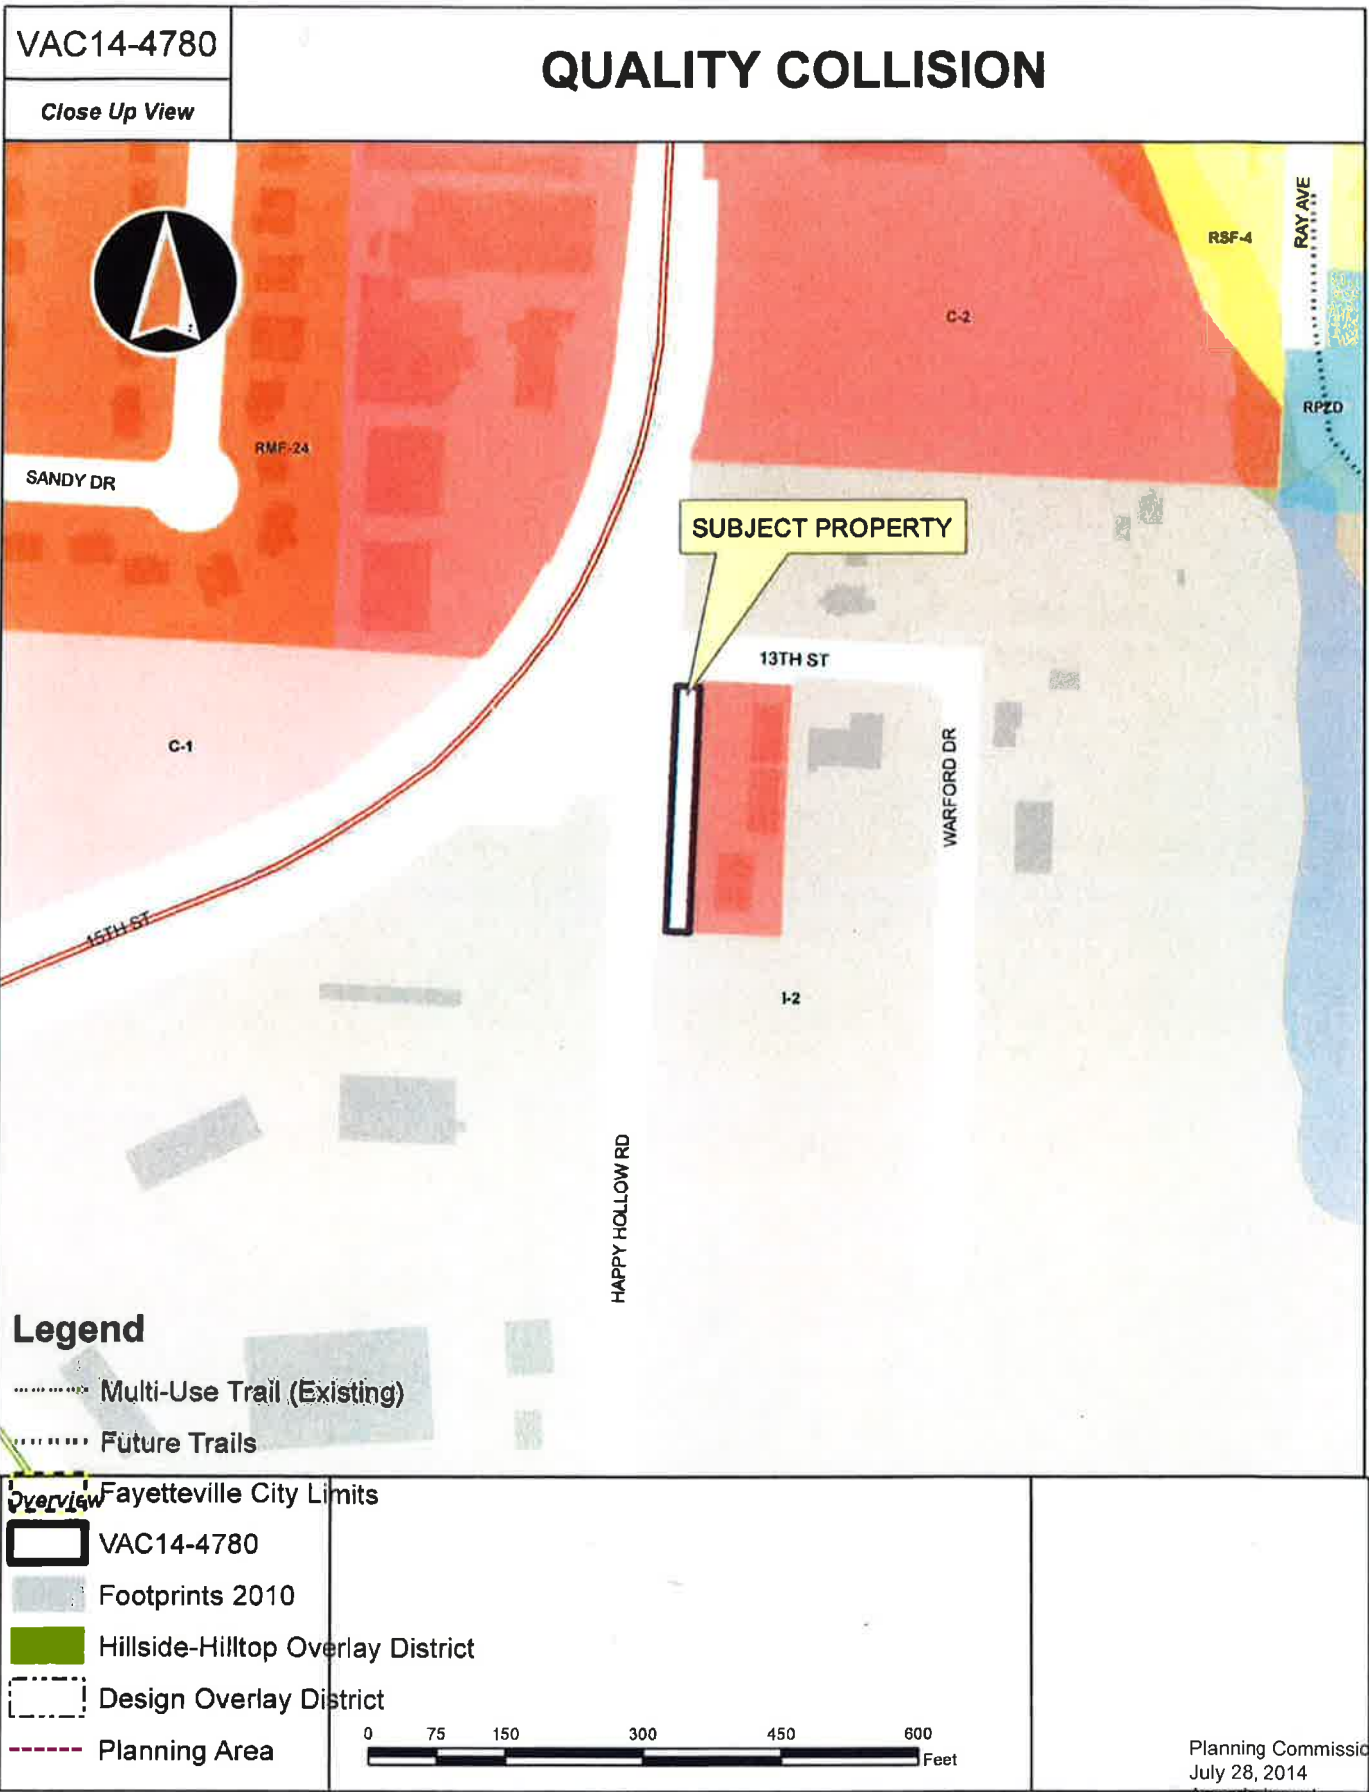 VAC14-4780
Close Up View
QUALITY COLLISION
RAY AVE
RSF-4
C-2
RPZD
RMF-24
SANDY DR
SUBJECT PROPERTY
13TH ST
C-1
WARFORD DR
15TH ST
I-2
HAPPY HOLLOW RD
Legend
Multi-Use Trail (Existing)
Future Trails
Overview
Fayetteville City Limits
VAC14-4780
Footprints 2010
Hillside-Hilltop Overlay District
Design Overlay District
Planning Area
0 75 150 300 450 600
Feet
Planning Commissio
July 28, 2014